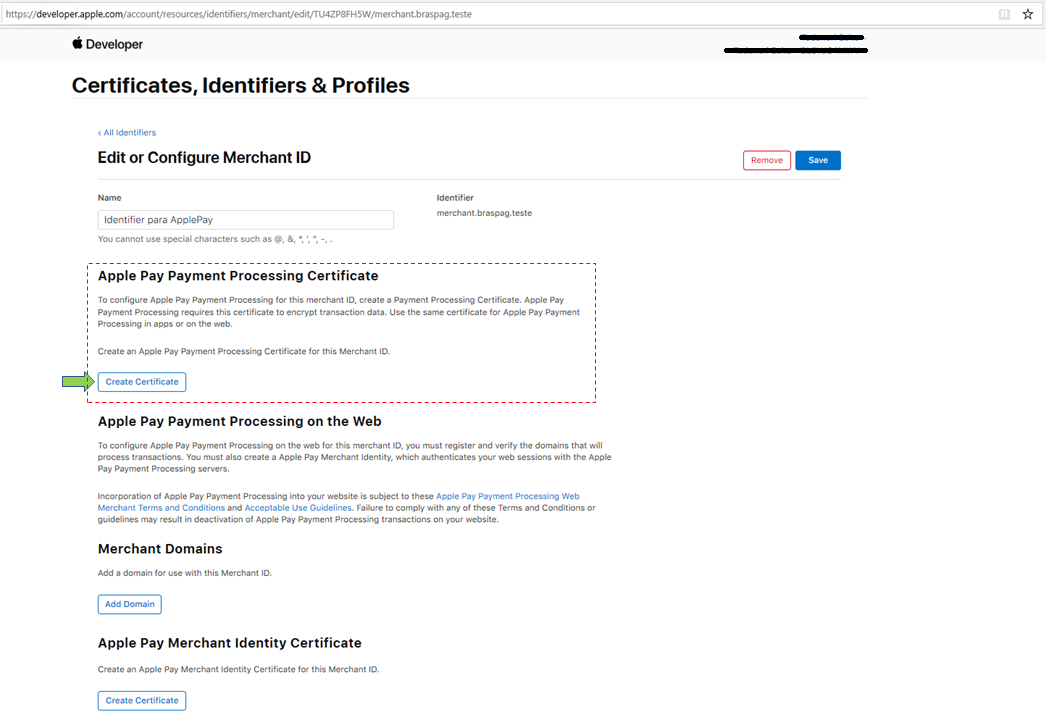 https://developer.apple.com/account/resources/identifiers/merchant/edit/TU4ZP8FH5W/merchant.braspag.teste
Developer
Certificates, Identifiers & Profiles
‹ All Identifiers
Edit or Configure Merchant ID
Remove
Save
Name
Identifier
Identifier para ApplePay
merchant.braspag.teste
You cannot use special characters such as @, &, *, ', ", -, .
Apple Pay Payment Processing Certificate
To configure Apple Pay Payment Processing for this merchant ID, create a Payment Processing Certificate. Apple Pay
Payment Processing requires this certificate to encrypt transaction data. Use the same certificate for Apple Pay Payment
Processing in apps or on the web.
Create an Apple Pay Payment Processing Certificate for this Merchant ID.
Create Certificate
Apple Pay Payment Processing on the Web
To configure Apple Pay Payment Processing on the web for this merchant ID, you must register and verify the domains that will
process transactions. You must also create a Apple Pay Merchant Identity, which authenticates your web sessions with the Apple
Pay Payment Processing servers.
Incorporation of Apple Pay Payment Processing into your website is subject to these Apple Pay Payment Processing Web
Merchant Terms and Conditions and Acceptable Use Guidelines. Failure to comply with any of these Terms and Conditions or
guidelines may result in deactivation of Apple Pay Payment Processing transactions on your website.
Merchant Domains
Add a domain for use with this Merchant ID.
Add Domain
Apple Pay Merchant Identity Certificate
Create an Apple Pay Merchant Identity Certificate for this Merchant ID.
Create Certificate